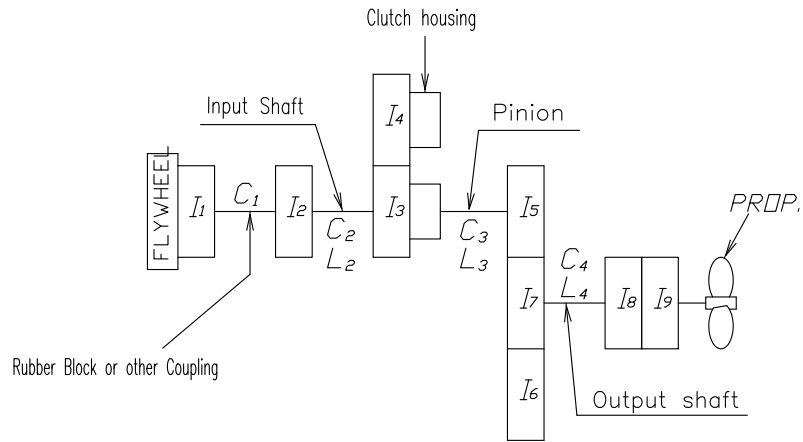 Clutch housing
Input Shaft
Pinion
I4
FLYWHEEL
I1
C1
I2
C2
L2
I3
C3
L3
I5
PROP.
I7
C4
L4
I8
I9
Rubber Block or other Coupling
I6
Output shaft